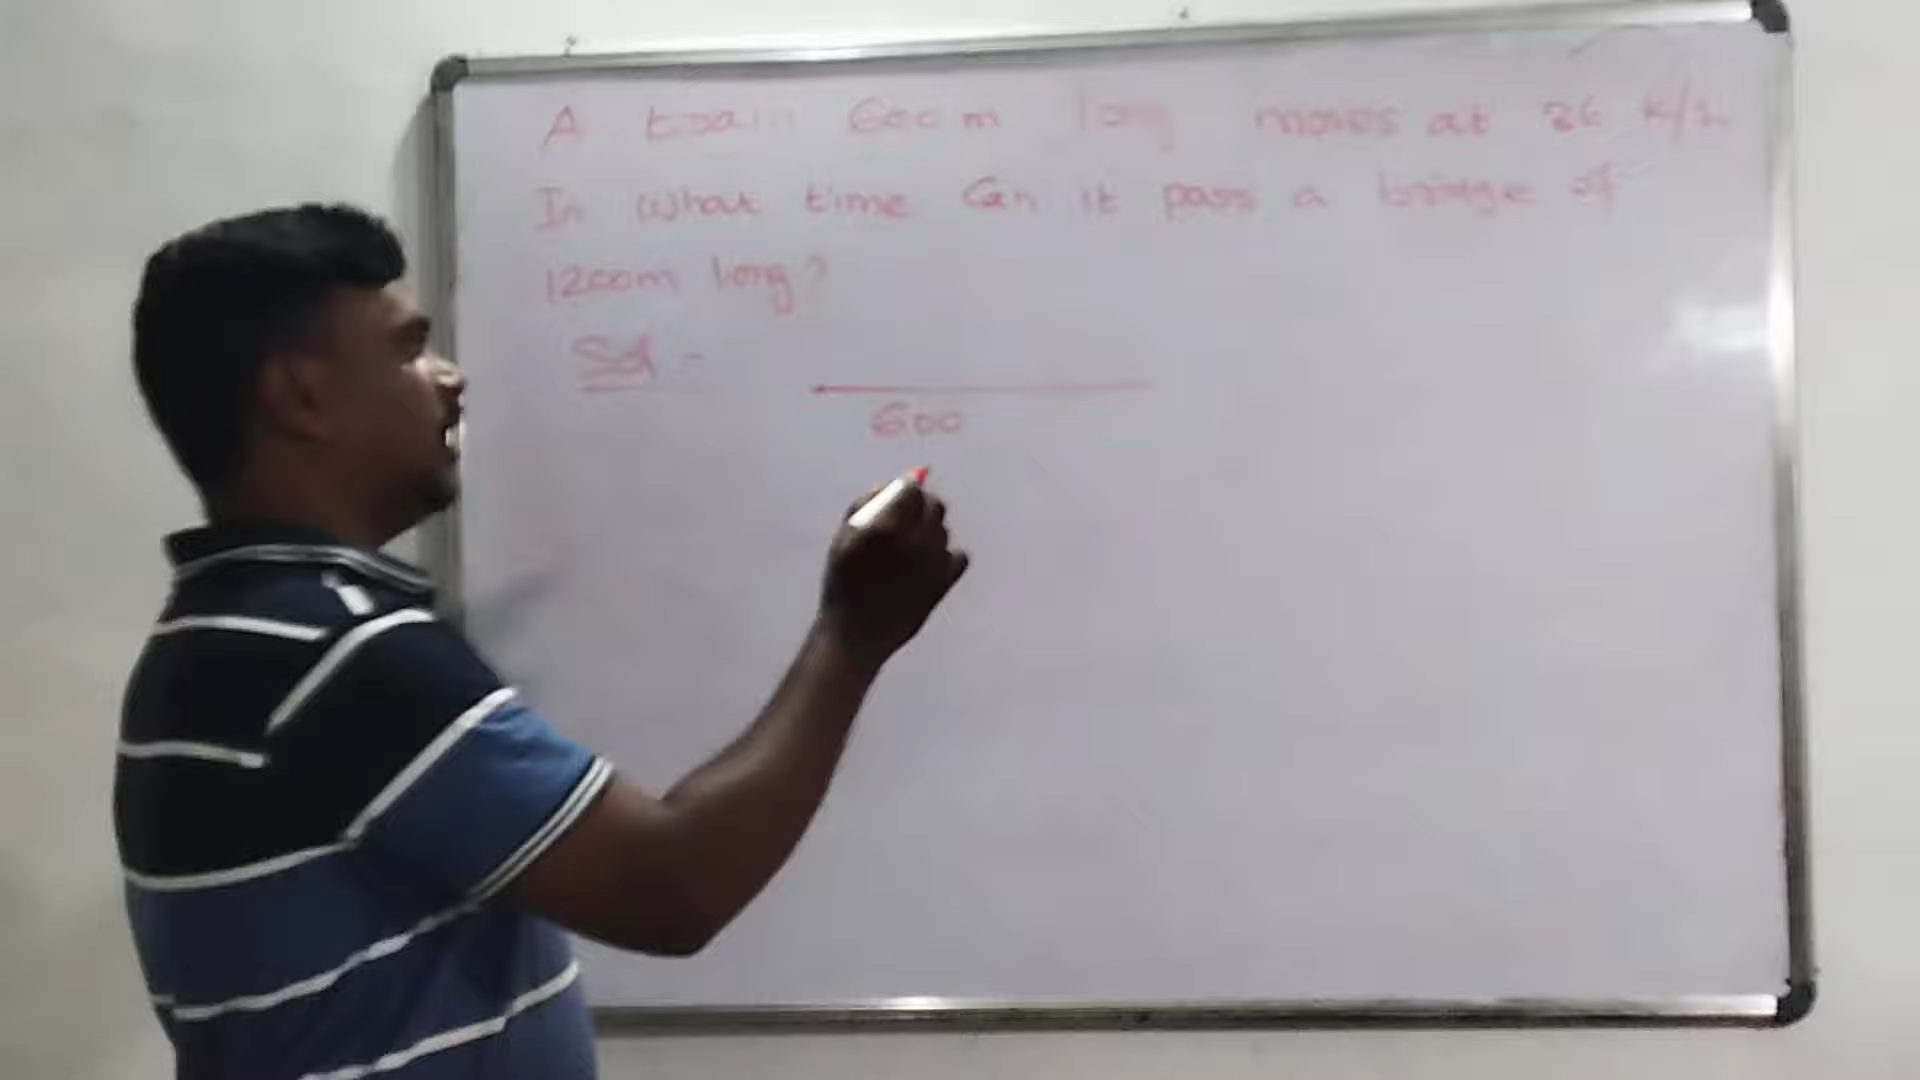 A train 600m long moves at 36 K/h
In what time Can it pass a bridge of
1200m long?
Sol -
600